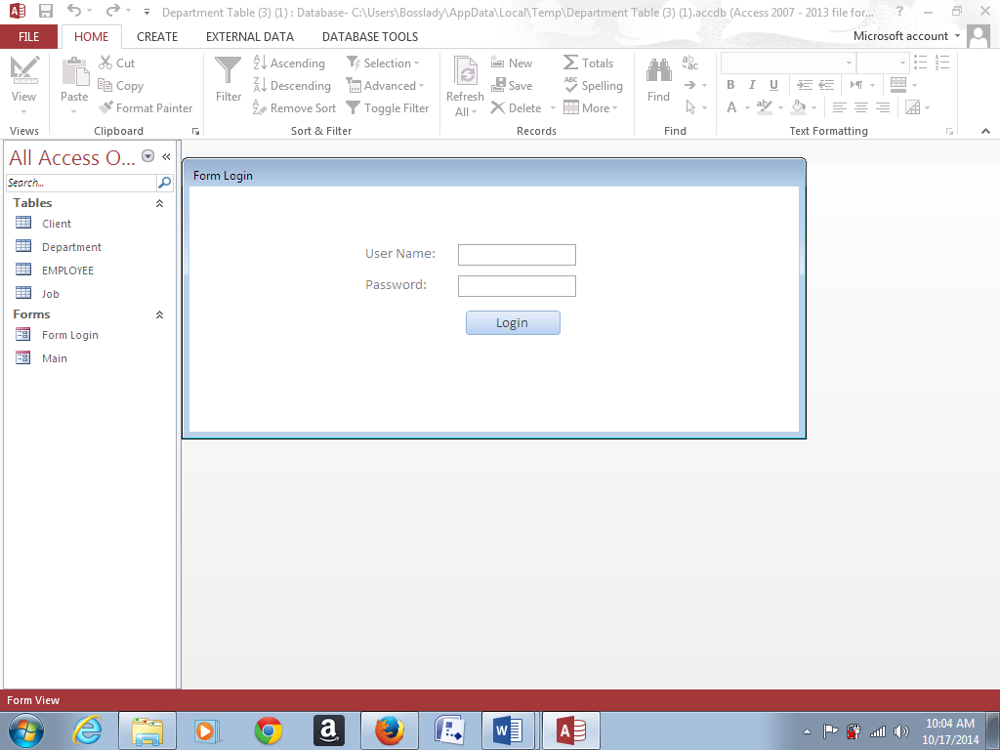 Department Table (3) (1) : Database- C:\Users\Bosslady\AppData\Local\Temp\Department Table (3) (1).accdb (Access 2007 - 2013 file for...
FILE HOME CREATE EXTERNAL DATA DATABASE TOOLS Microsoft account
View
Views
Paste
Cut
Copy
Format Painter
Clipboard
Filter
Ascending
Descending
Remove Sort
Selection
Advanced
Toggle Filter
Sort & Filter
Refresh
All
New
Save
Delete
Totals
Spelling
More
Records
Find
Find
B I U
A
Text Formatting
All Access O...
Search...
Tables
Client
Department
EMPLOYEE
Job
Forms
Form Login
Main
Form Login
User Name:
Password:
Login
Form View
10:04 AM
10/17/2014